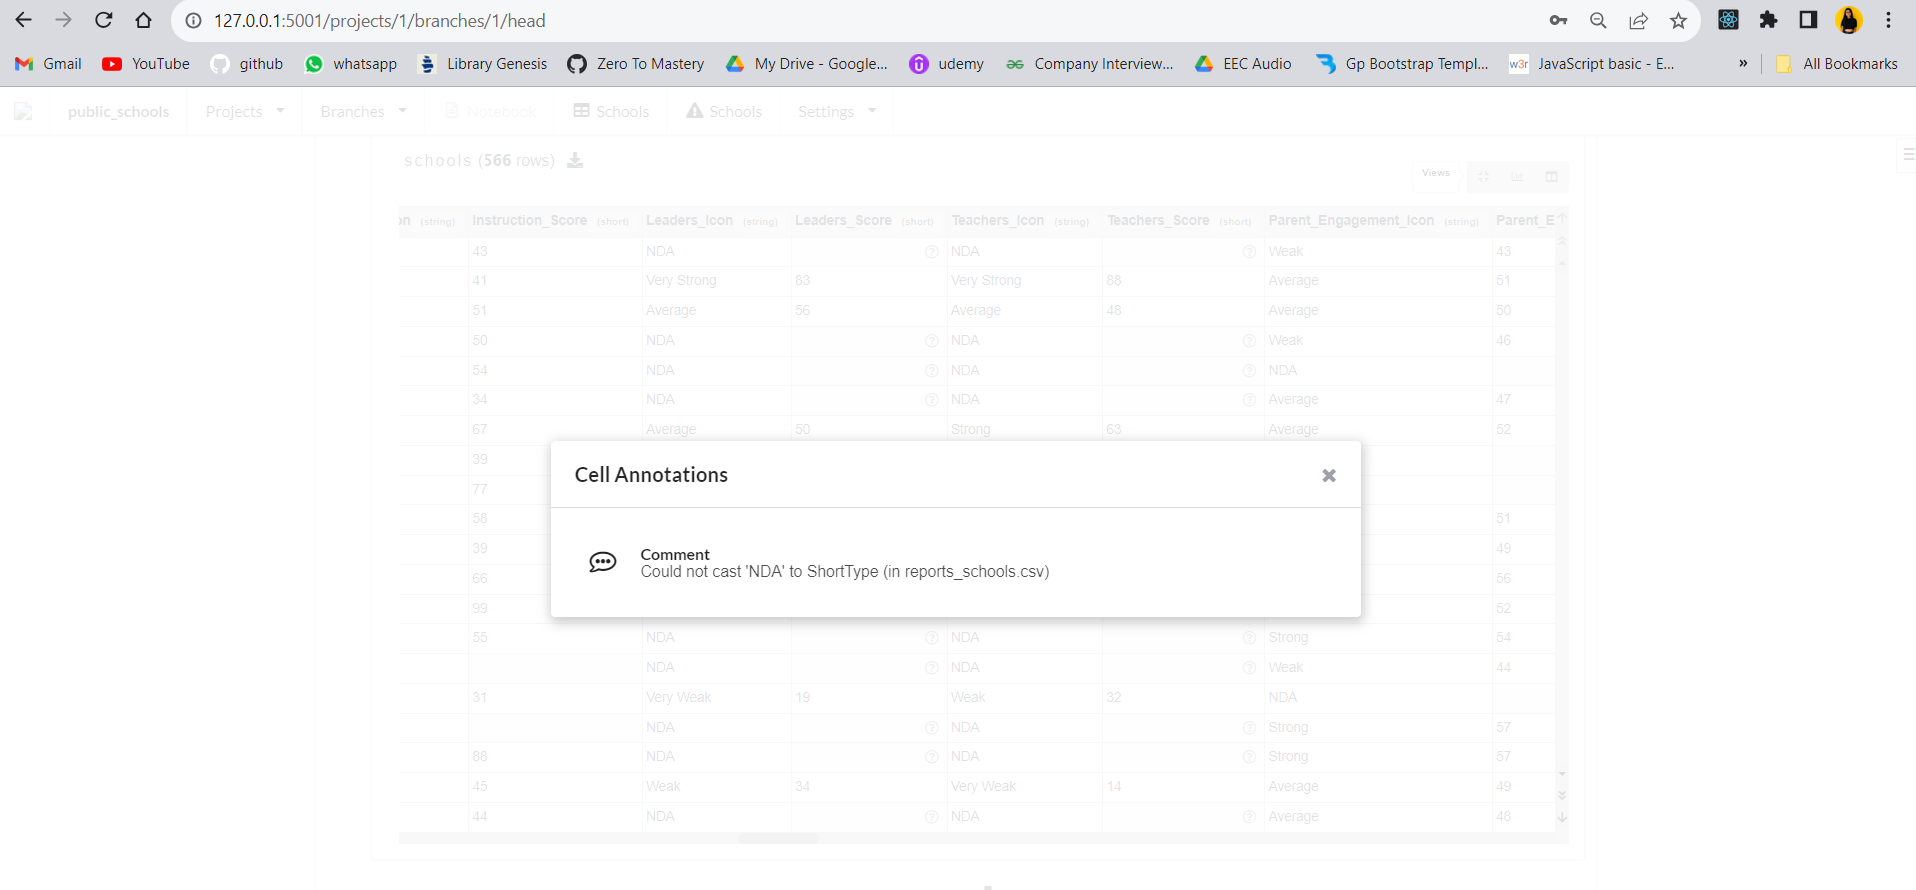 127.0.0.1:5001/projects/1/branches/1/head
Gmail YouTube github whatsapp Library Genesis Zero To Mastery My Drive - Google... udemy Company Interview... EEC Audio Gp Bootstrap Templ... w3r JavaScript basic - E... » All Bookmarks
public_schools Projects Branches Notebook Schools Schools Settings
schools (566 rows)
Views
on (string) Instruction_Score (short) Leaders_Icon (string) Leaders_Score (short) Teachers_Icon (string) Teachers_Score (short) Parent_Engagement_Icon (string) Parent_E
43 NDA NDA Weak 43
41 Very Strong 83 Very Strong 88 Average 51
51 Average 56 Average 48 Average 50
50 NDA NDA Weak 46
54 NDA NDA NDA
34 NDA NDA Average 47
67 Average 50 Strong 63 Average 52
39
77
58 51
39 49
66 56
99 52
Cell Annotations
Comment
Could not cast 'NDA' to ShortType (in reports_schools.csv)
55 NDA NDA Strong 54
NDA NDA Weak 44
31 Very Weak 19 Weak 32 NDA
NDA NDA Strong 57
88 NDA NDA Strong 57
45 Weak 34 Very Weak 14 Average 49
44 NDA NDA Average 48